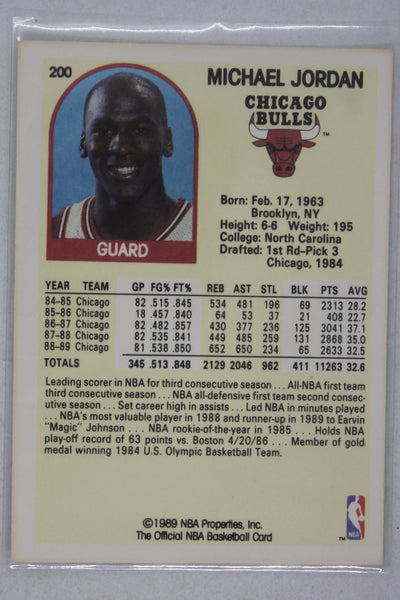 200
MICHAEL JORDAN
CHICAGO
BULLS
TM
GUARD
Born: Feb. 17, 1963
Brooklyn, NY
Height: 6-6 Weight: 195
College: North Carolina
Drafted: 1st Rd-Pick 3
Chicago, 1984
YEAR TEAM GP FG% FT% REB AST STL BLK PTS AVG
84-85 Chicago 82 .515 .845 534 481 196 69 2313 28.2
85-86 Chicago 18 .457 .840 64 53 37 21 408 22.7
86-87 Chicago 82 .482 .857 430 377 236 125 3041 37.1
87-88 Chicago 82 .535 .841 449 485 259 131 2868 35.0
88-89 Chicago 81 .538 .850 652 650 234 65 2633 32.5
TOTALS 345 .513 .848 2129 2046 962 411 11263 32.6
Leading scorer in NBA for third consecutive season . . . All-NBA first team
third consecutive season . . . NBA all-defensive first team second consec-
utive season . . . Set career high in assists . . . Led NBA in minutes played
. . . NBA's most valuable player in 1988 and runner-up in 1989 to Earvin
"Magic" Johnson . . . NBA rookie-of-the-year in 1985 . . . Holds NBA
play-off record of 63 points vs. Boston 4/20/86 . . . Member of gold
medal winning 1984 U.S. Olympic Basketball Team.
©1989 NBA Properties, Inc.
The Official NBA Basketball Card
NBA
TM